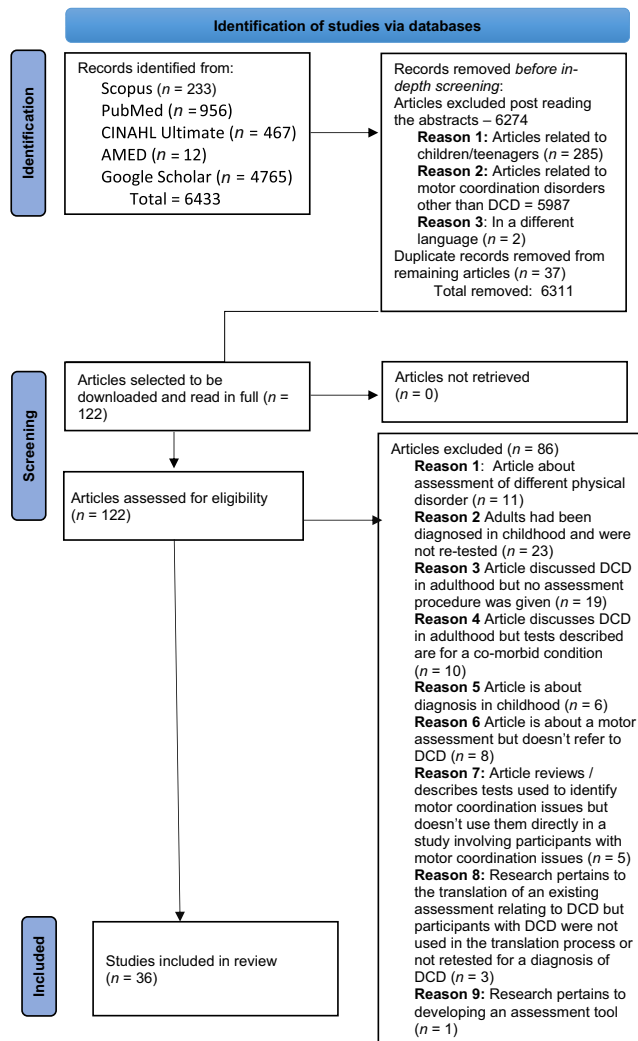 Identification of studies via databases
Identification
Records identified from:
Scopus (n = 233)
PubMed (n = 956)
CINAHL Ultimate (n = 467)
AMED (n = 12)
Google Scholar (n = 4765)
Total = 6433
Records removed before in-
depth screening:
Articles excluded post reading
the abstracts – 6274
Reason 1: Articles related to
children/teenagers (n = 285)
Reason 2: Articles related to
motor coordination disorders
other than DCD = 5987
Reason 3: In a different
language (n = 2)
Duplicate records removed from
remaining articles (n = 37)
Total removed: 6311
Screening
Articles selected to be
downloaded and read in full (n =
122)
Articles not retrieved
(n = 0)
Articles assessed for eligibility
(n = 122)
Articles excluded (n = 86)
Reason 1: Article about
assessment of different physical
disorder (n = 11)
Reason 2 Adults had been
diagnosed in childhood and were
not re-tested (n = 23)
Reason 3 Article discussed DCD
in adulthood but no assessment
procedure was given (n = 19)
Reason 4 Article discusses DCD
in adulthood but tests described
are for a co-morbid condition
(n = 10)
Reason 5 Article is about
diagnosis in childhood (n = 6)
Reason 6 Article is about a motor
assessment but doesn't refer to
DCD (n = 8)
Reason 7: Article reviews /
describes tests used to identify
motor coordination issues but
doesn't use them directly in a
study involving participants with
motor coordination issues (n = 5)
Reason 8: Research pertains to
the translation of an existing
assessment relating to DCD but
participants with DCD were not
used in the translation process or
not retested for a diagnosis of
DCD (n = 3)
Reason 9: Research pertains to
developing an assessment tool
(n = 1)
Included
Studies included in review
(n = 36)